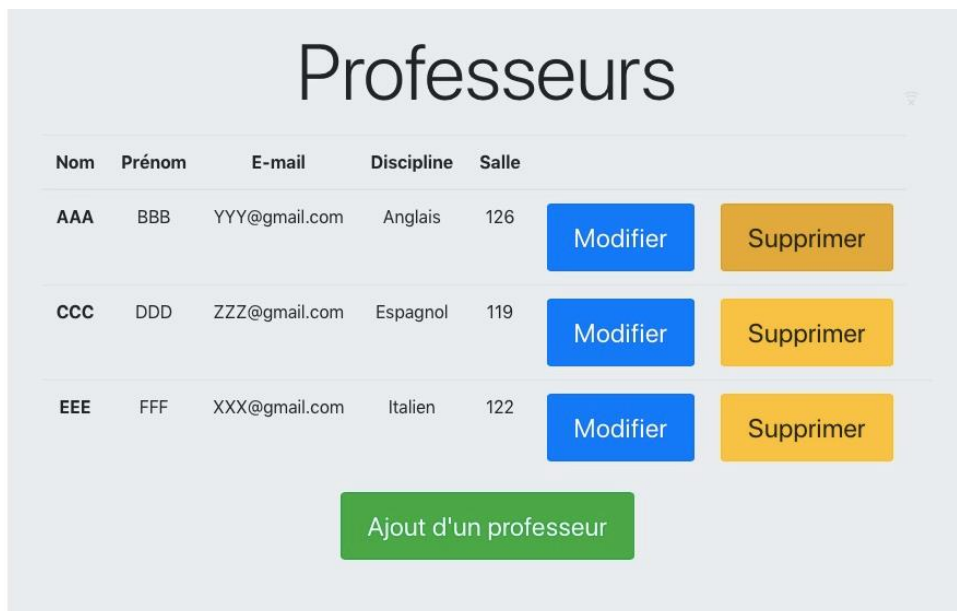 Professeurs
Nom Prénom E-mail Discipline Salle
AAA BBB YYY@gmail.com Anglais 126 Modifier Supprimer
CCC DDD ZZZ@gmail.com Espagnol 119 Modifier Supprimer
EEE FFF XXX@gmail.com Italien 122 Modifier Supprimer
Ajout d'un professeur